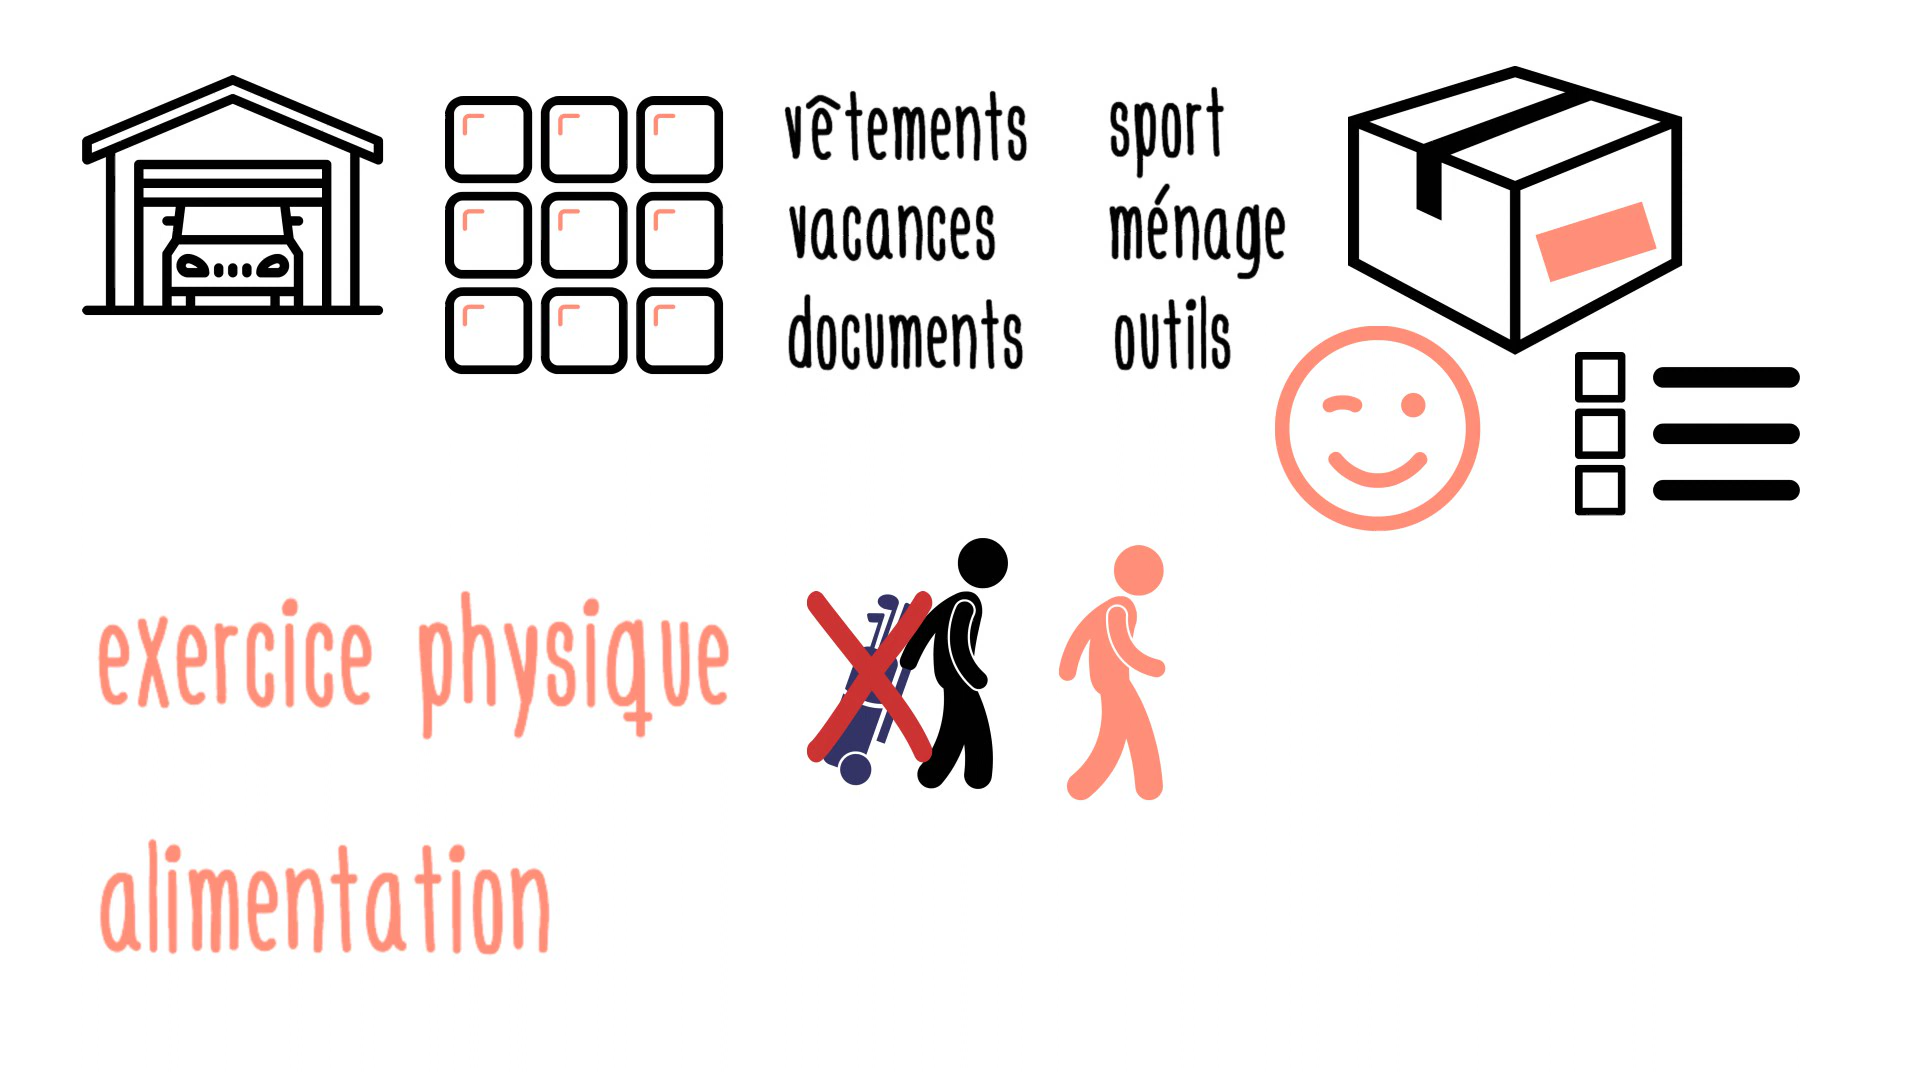 vêtements
vacances
documents
sport
ménage
outils
exercice physique
alimentation